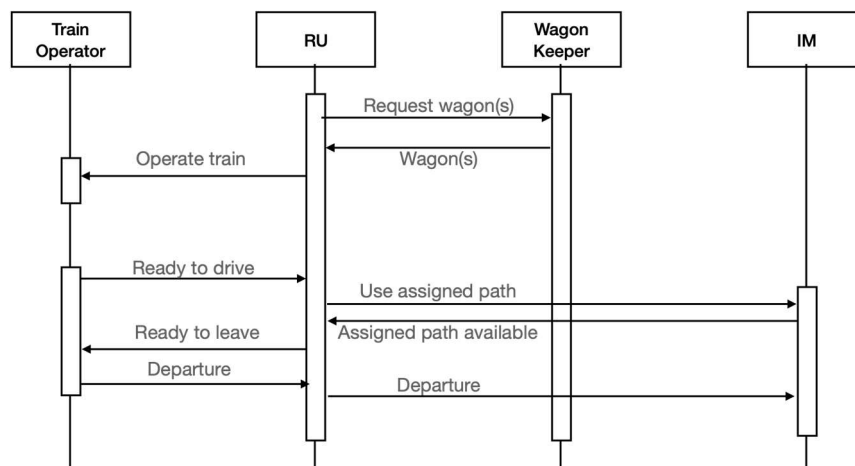 Train
Operator
RU
Wagon
Keeper
IM
Request wagon(s)
Wagon(s)
Operate train
Ready to drive
Use assigned path
Assigned path available
Ready to leave
Departure
Departure